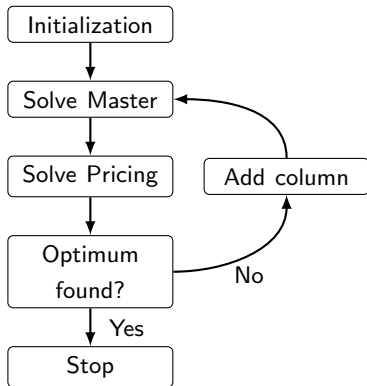 Initialization
Solve Master
Solve Pricing
Add column
Optimum
found?
No
Yes
Stop